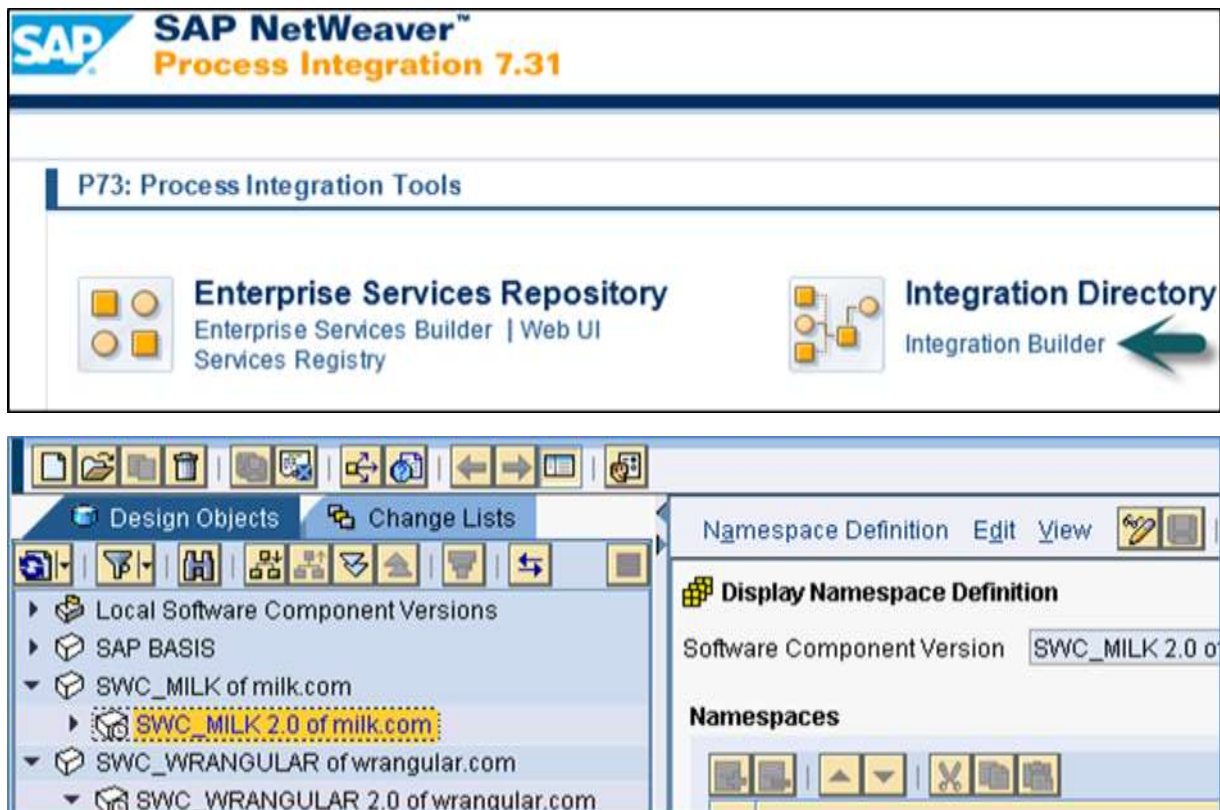 SAP
SAP NetWeaver™
Process Integration 7.31
P73: Process Integration Tools
Enterprise Services Repository
Enterprise Services Builder | Web UI
Services Registry
Integration Directory
Integration Builder
Design Objects
Change Lists
Local Software Component Versions
SAP BASIS
SWC_MILK of milk.com
SWC_MILK 2.0 of milk.com
SWC_WRANGULAR of wrangular.com
SWC_WRANGULAR 2.0 of wrangular.com
Namespace Definition Edit View
Display Namespace Definition
Software Component Version SWC_MILK 2.0 o
Namespaces